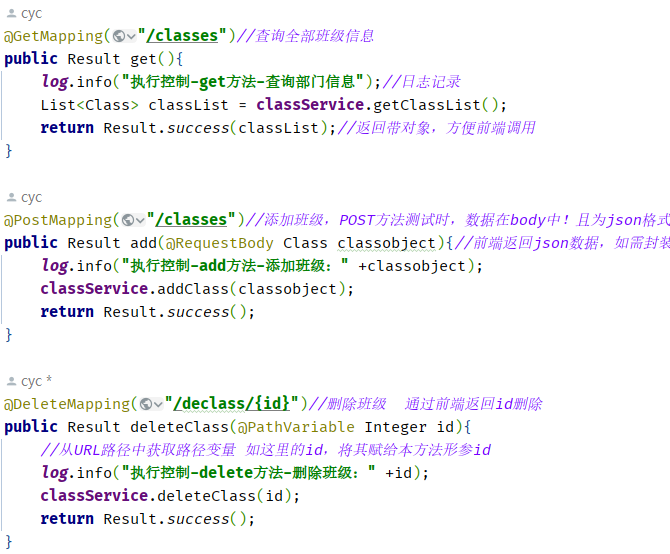 cyc
@GetMapping("/classes")//查询全部班级信息
public Result get(){
log.info("执行控制-get方法-查询部门信息");//日志记录
List<Class> classList = classService.getClassList();
return Result.success(classList);//返回带对象，方便前端调用
}
cyc
@PostMapping("/classes")//添加班级，POST方法测试时，数据在body中！且为json格式
public Result add(@RequestBody Class classobject){//前端返回json数据，如需封装
log.info("执行控制-add方法-添加班级：" +classobject);
classService.addClass(classobject);
return Result.success();
}
cyc *
@DeleteMapping("/declass/{id}")//删除班级  通过前端返回id删除
public Result deleteClass(@PathVariable Integer id){
//从URL路径中获取路径变量 如这里的id，将其赋给本方法形参id
log.info("执行控制-delete方法-删除班级：" +id);
classService.deleteClass(id);
return Result.success();
}